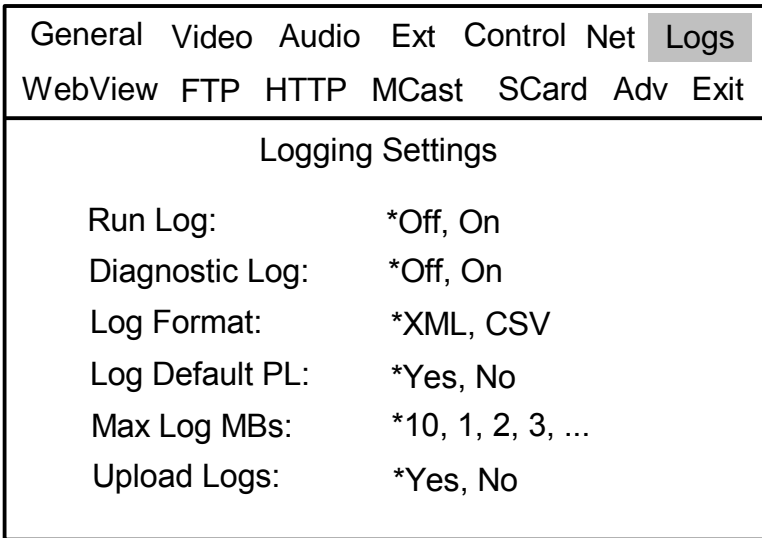 General Video Audio Ext Control Net Logs
WebView FTP HTTP MCast SCard Adv Exit
Logging Settings
Run Log: *Off, On
Diagnostic Log: *Off, On
Log Format: *XML, CSV
Log Default PL: *Yes, No
Max Log MBs: *10, 1, 2, 3, ...
Upload Logs: *Yes, No